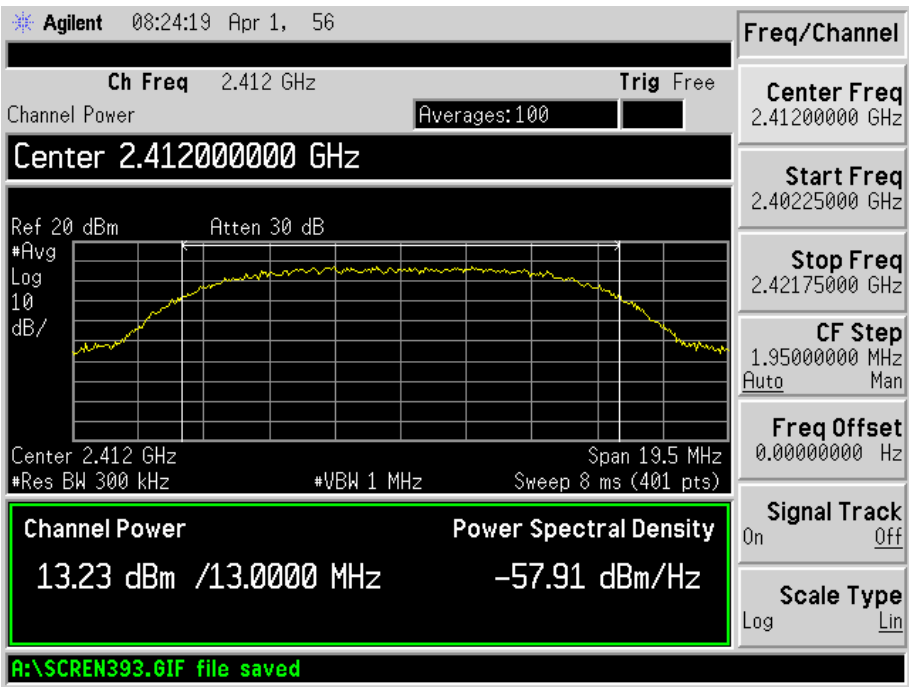 Agilent 08:24:19 Apr 1, 56
Ch Freq 2.412 GHz Trig Free
Channel Power Averages:100
Center 2.412000000 GHz
Ref 20 dBm Atten 30 dB
#Avg
Log
10
dB/
Center 2.412 GHz Span 19.5 MHz
#Res BW 300 kHz #VBW 1 MHz Sweep 8 ms (401 pts)
Channel Power Power Spectral Density
13.23 dBm /13.0000 MHz -57.91 dBm/Hz
A:\SCREN393.GIF file saved
Freq/Channel
Center Freq
2.41200000 GHz
Start Freq
2.40225000 GHz
Stop Freq
2.42175000 GHz
CF Step
1.95000000 MHz
Auto Man
Freq Offset
0.00000000 Hz
Signal Track
On Off
Scale Type
Log Lin